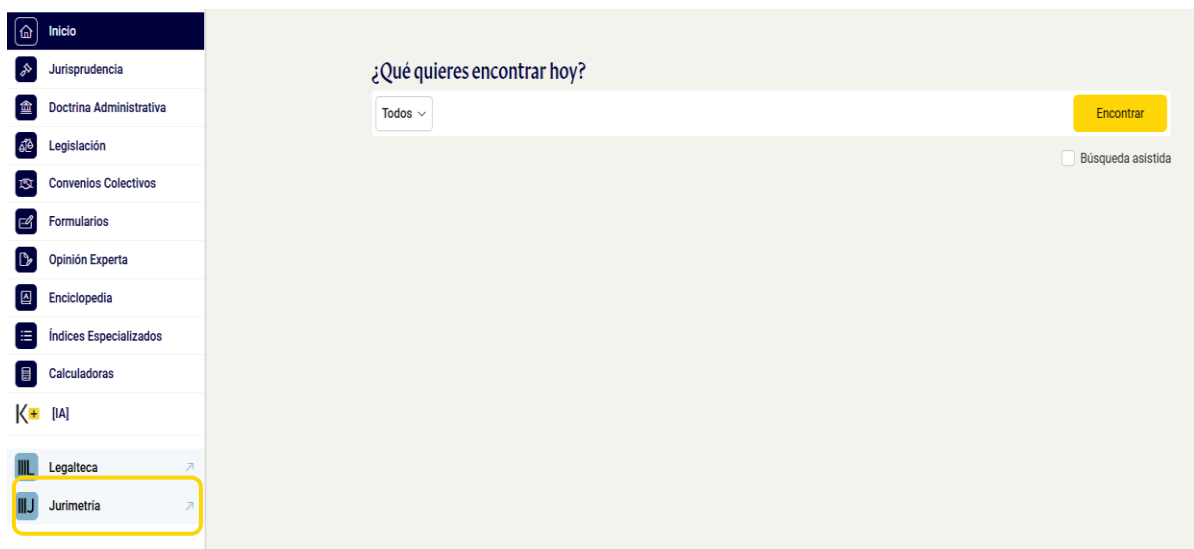 Inicio
Jurisprudencia
Doctrina Administrativa
Legislación
Convenios Colectivos
Formularios
Opinión Experta
Enciclopedia
Índices Especializados
Calculadoras
K+ [IA]
L Legalteca
J Jurimetría
¿Qué quieres encontrar hoy?
Todos
Encontrar
Búsqueda asistida